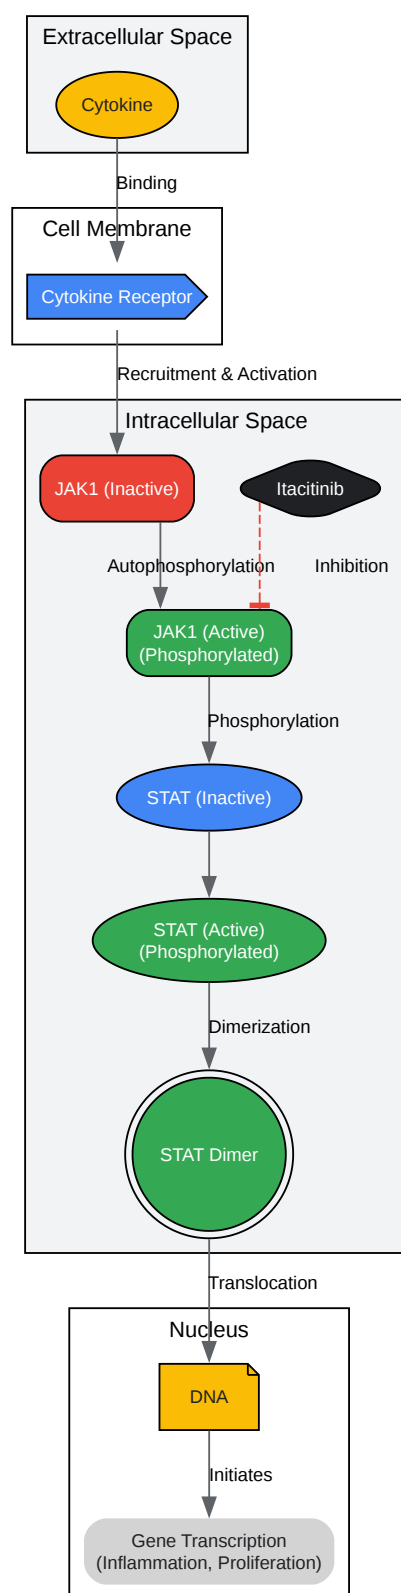 Extracellular Space
Cytokine
Binding
Cell Membrane
Cytokine Receptor
Recruitment & Activation
Intracellular Space
JAK1 (Inactive)
Itacitinib
Autophosphorylation
Inhibition
JAK1 (Active)
(Phosphorylated)
Phosphorylation
STAT (Inactive)
STAT (Active)
(Phosphorylated)
Dimerization
STAT Dimer
Translocation
Nucleus
DNA
Initiates
Gene Transcription
(Inflammation, Proliferation)